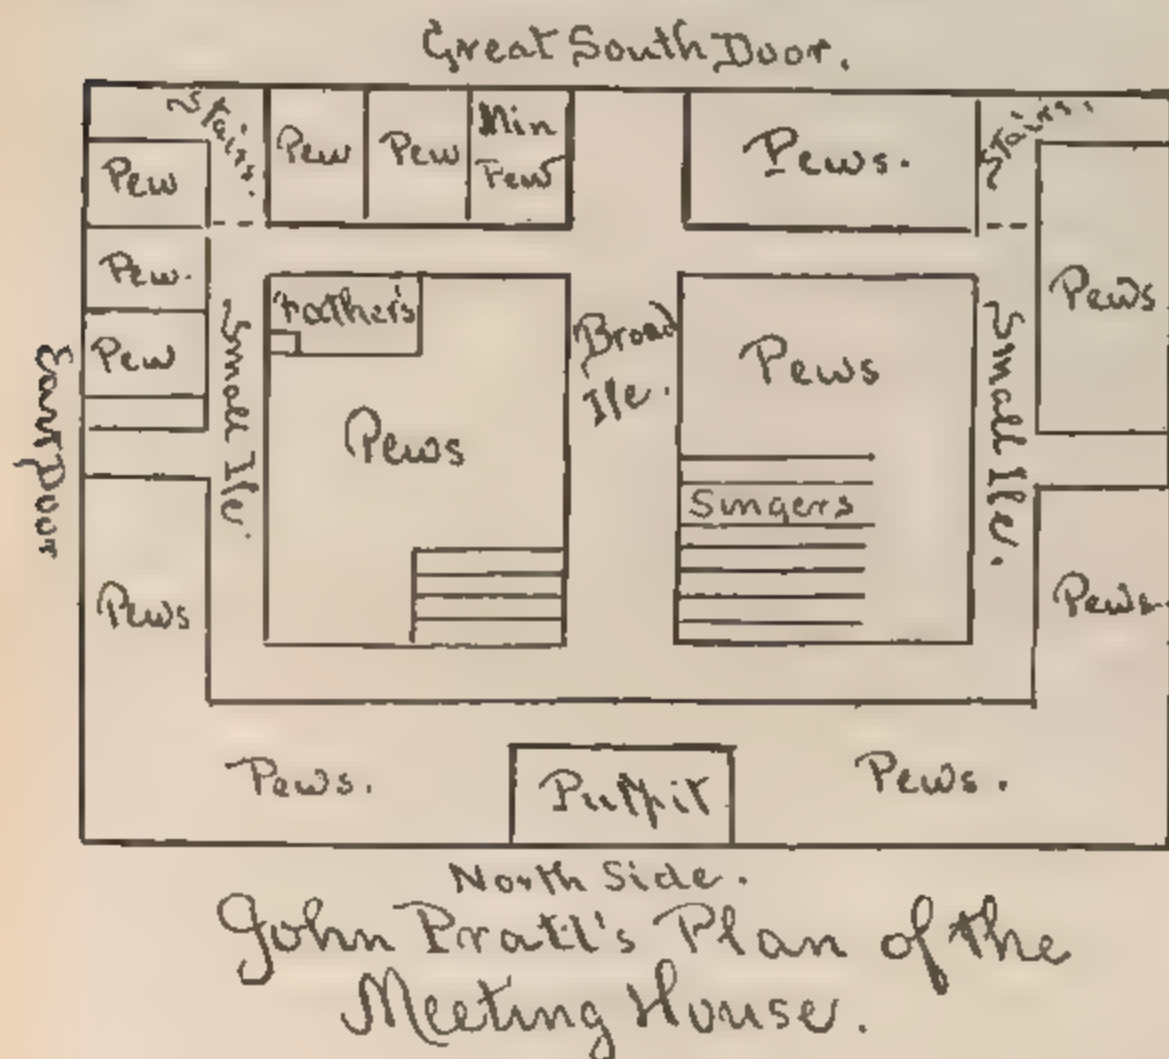 Great South Door.
Stairs.
Pew
Pew
Min
Pew
Pews.
Stairs.
Pew
Pew.
Pew
East Door
Small Ile.
Father's
Pews
Broad
Ile.
Pews
Singers
Small Ile.
Pews
Pews
Pews.
Pews.
Pulpit
Pews.
North Side.
John Pratt's Plan of the
Meeting House.